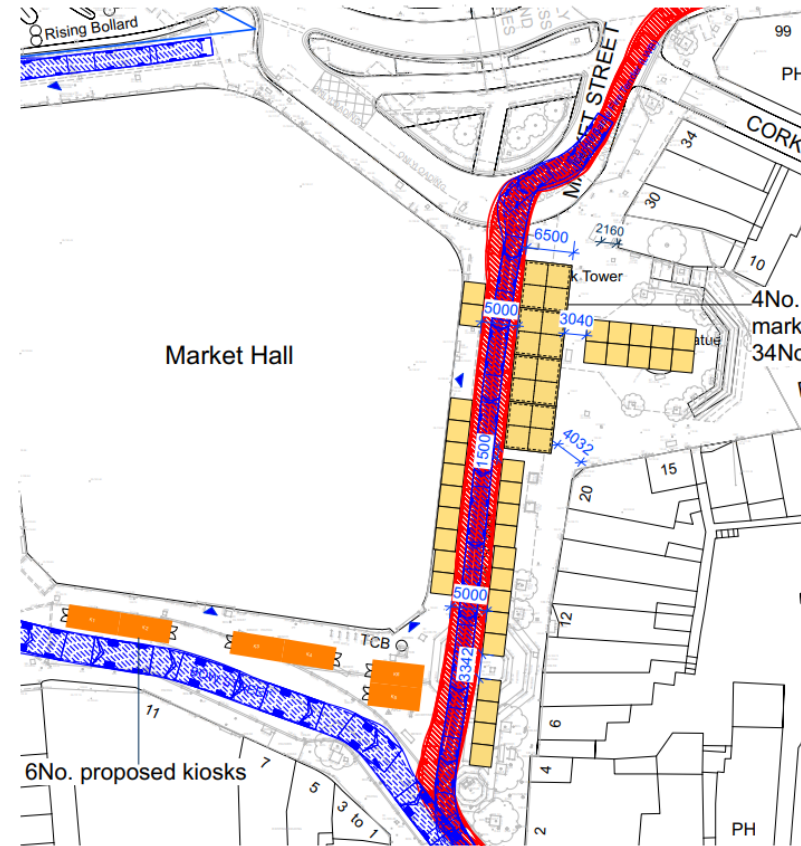 Rising Bollard
99
PH
MARKET STREET
CORK
34
30
10
2160
6500
k Tower
4No.
mark
34No
5000
3040
atue
Market Hall
1500
4032
15
20
5000
12
TCB
3342
6
11
6No. proposed kiosks
7
5
3 to 1
4
2
PH